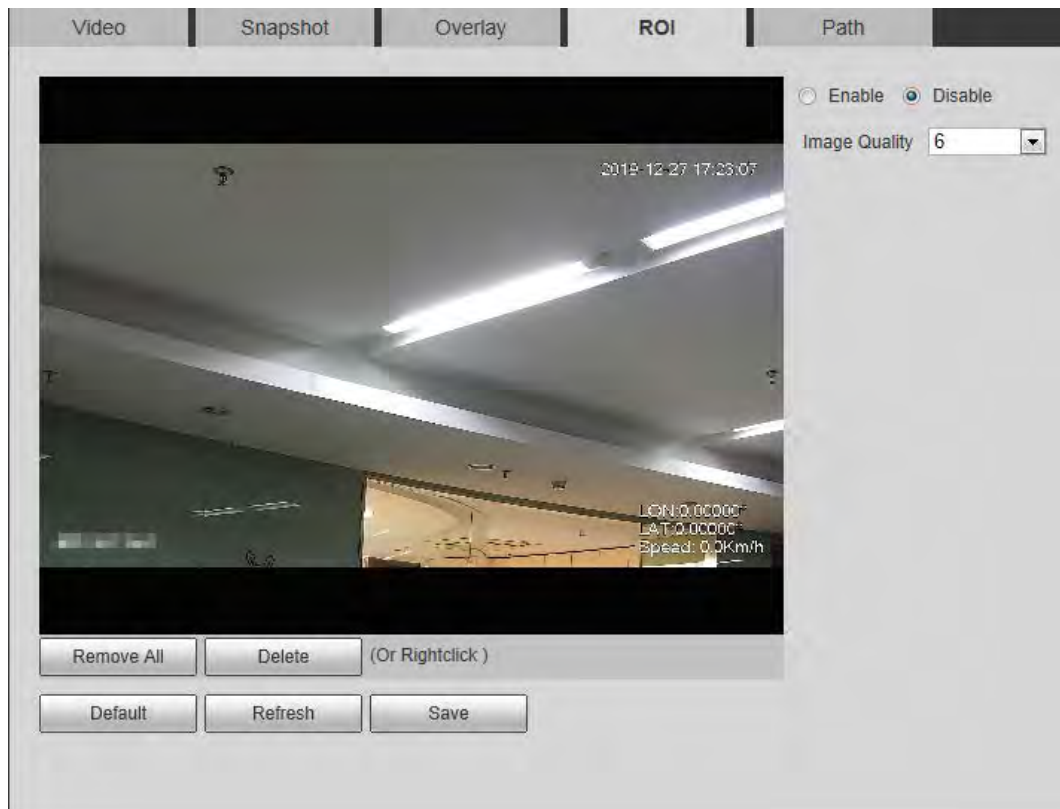 Video Snapshot Overlay ROI Path
Enable Disable
Image Quality 6
2019-12-27 17:23:07
LON:0.00000°
LAT:0.00000°
Speed: 0.0Km/h
Remove All Delete (Or Rightclick )
Default Refresh Save